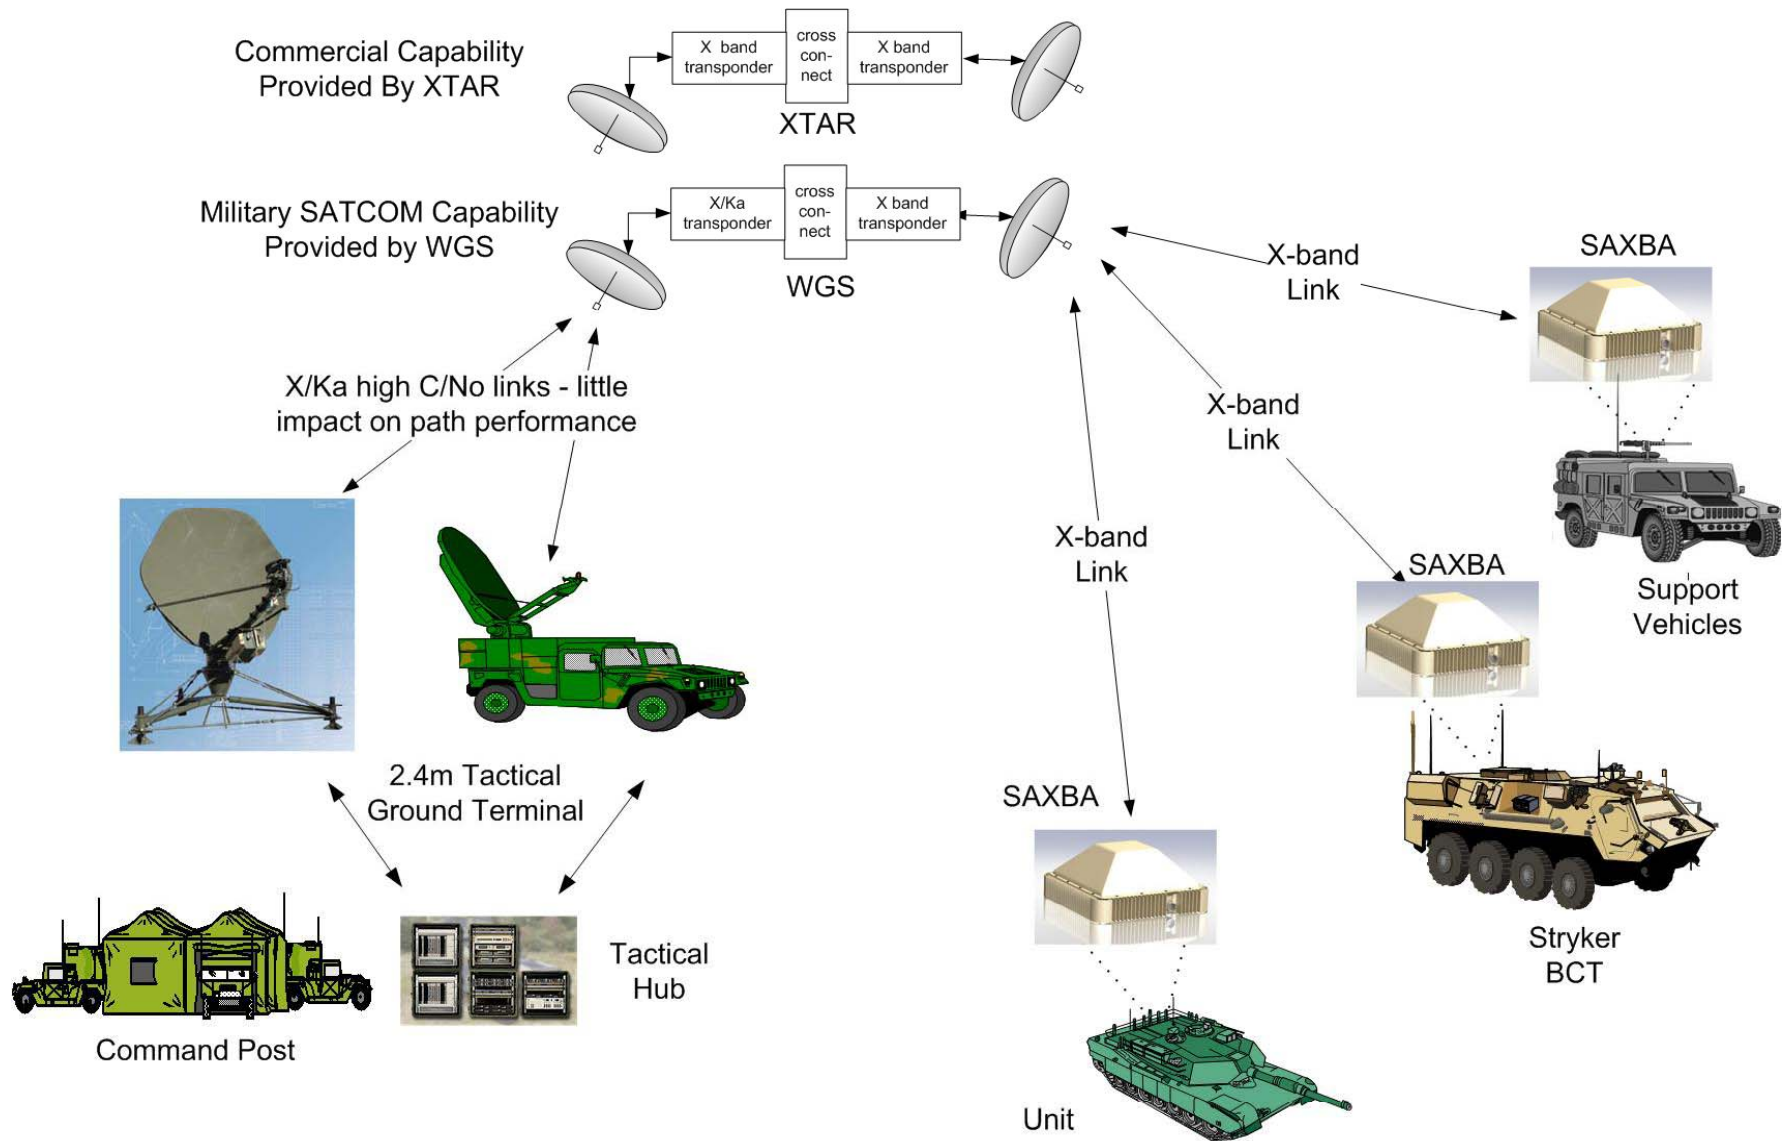 Commercial Capability
Provided By XTAR
X band
transponder
cross
con-
nect
X band
transponder
XTAR
Military SATCOM Capability
Provided by WGS
X/Ka
transponder
cross
con-
nect
X band
transponder
WGS
X-band
Link
SAXBA
X/Ka high C/No links - little
impact on path performance
X-band
Link
X-band
Link
SAXBA
Support
Vehicles
2.4m Tactical
Ground Terminal
SAXBA
Stryker
BCT
Tactical
Hub
Command Post
Unit